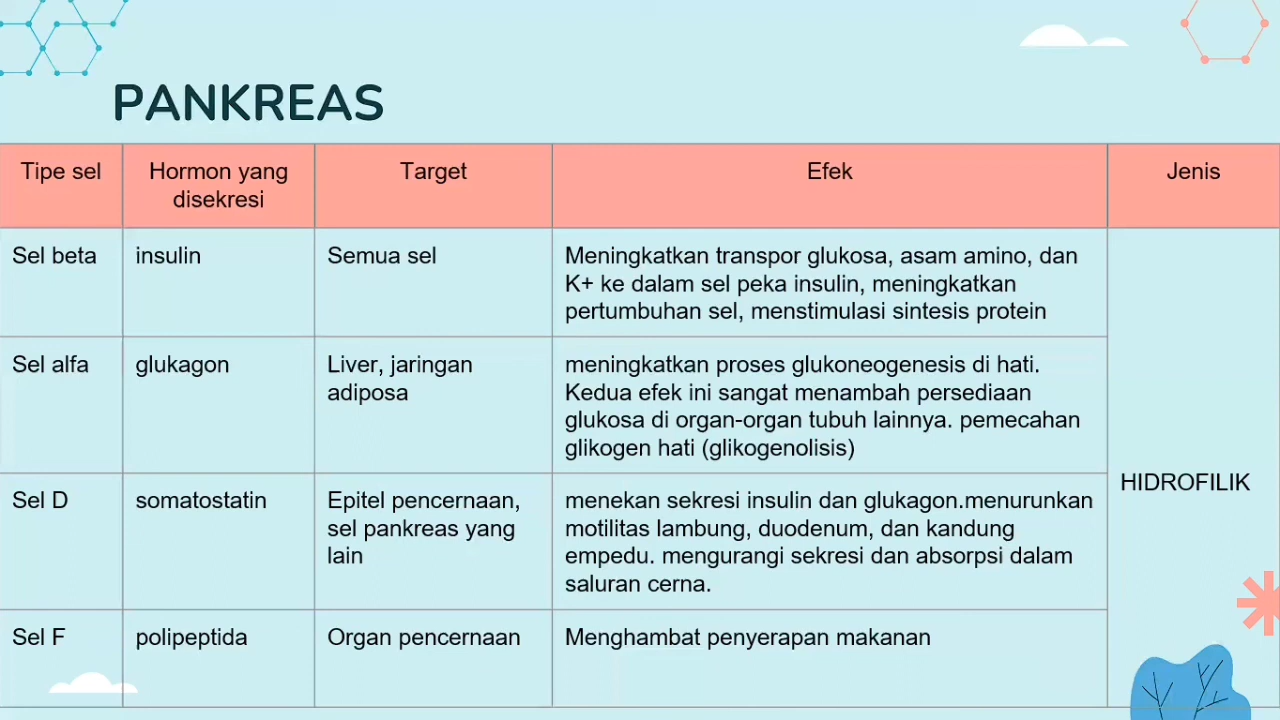 PANKREAS
Tipe sel
Hormon yang
disekresi
Target
Efek
Jenis
Sel beta
insulin
Semua sel
Meningkatkan transpor glukosa, asam amino, dan
K+ ke dalam sel peka insulin, meningkatkan
pertumbuhan sel, menstimulasi sintesis protein
Sel alfa
glukagon
Liver, jaringan
adiposa
meningkatkan proses glukoneogenesis di hati.
Kedua efek ini sangat menambah persediaan
glukosa di organ-organ tubuh lainnya. pemecahan
glikogen hati (glikogenolisis)
HIDROFILIK
Sel D
somatostatin
Epitel pencernaan,
sel pankreas yang
lain
menekan sekresi insulin dan glukagon.menurunkan
motilitas lambung, duodenum, dan kandung
empedu. mengurangi sekresi dan absorpsi dalam
saluran cerna.
Sel F
polipeptida
Organ pencernaan
Menghambat penyerapan makanan